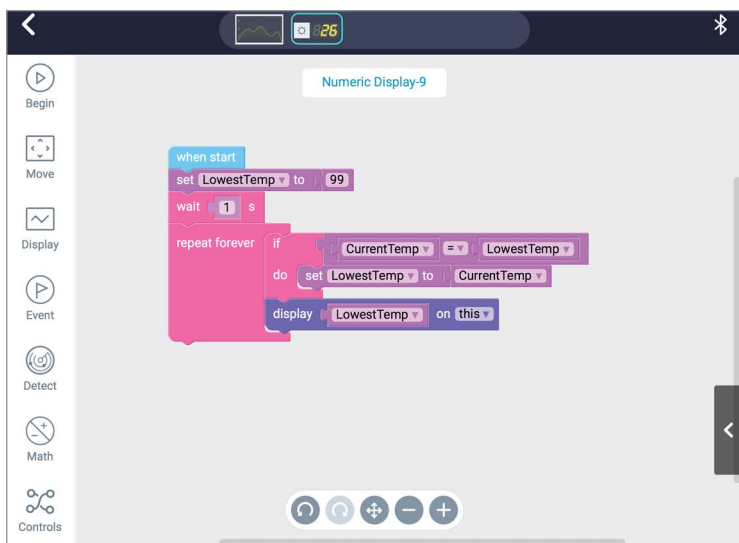 26
Numeric Display-9
Begin
Move
Display
Event
Detect
Math
Controls
when start
set LowestTemp to 99
wait 1 s
repeat forever if CurrentTemp = LowestTemp
do set LowestTemp to CurrentTemp
display LowestTemp on this